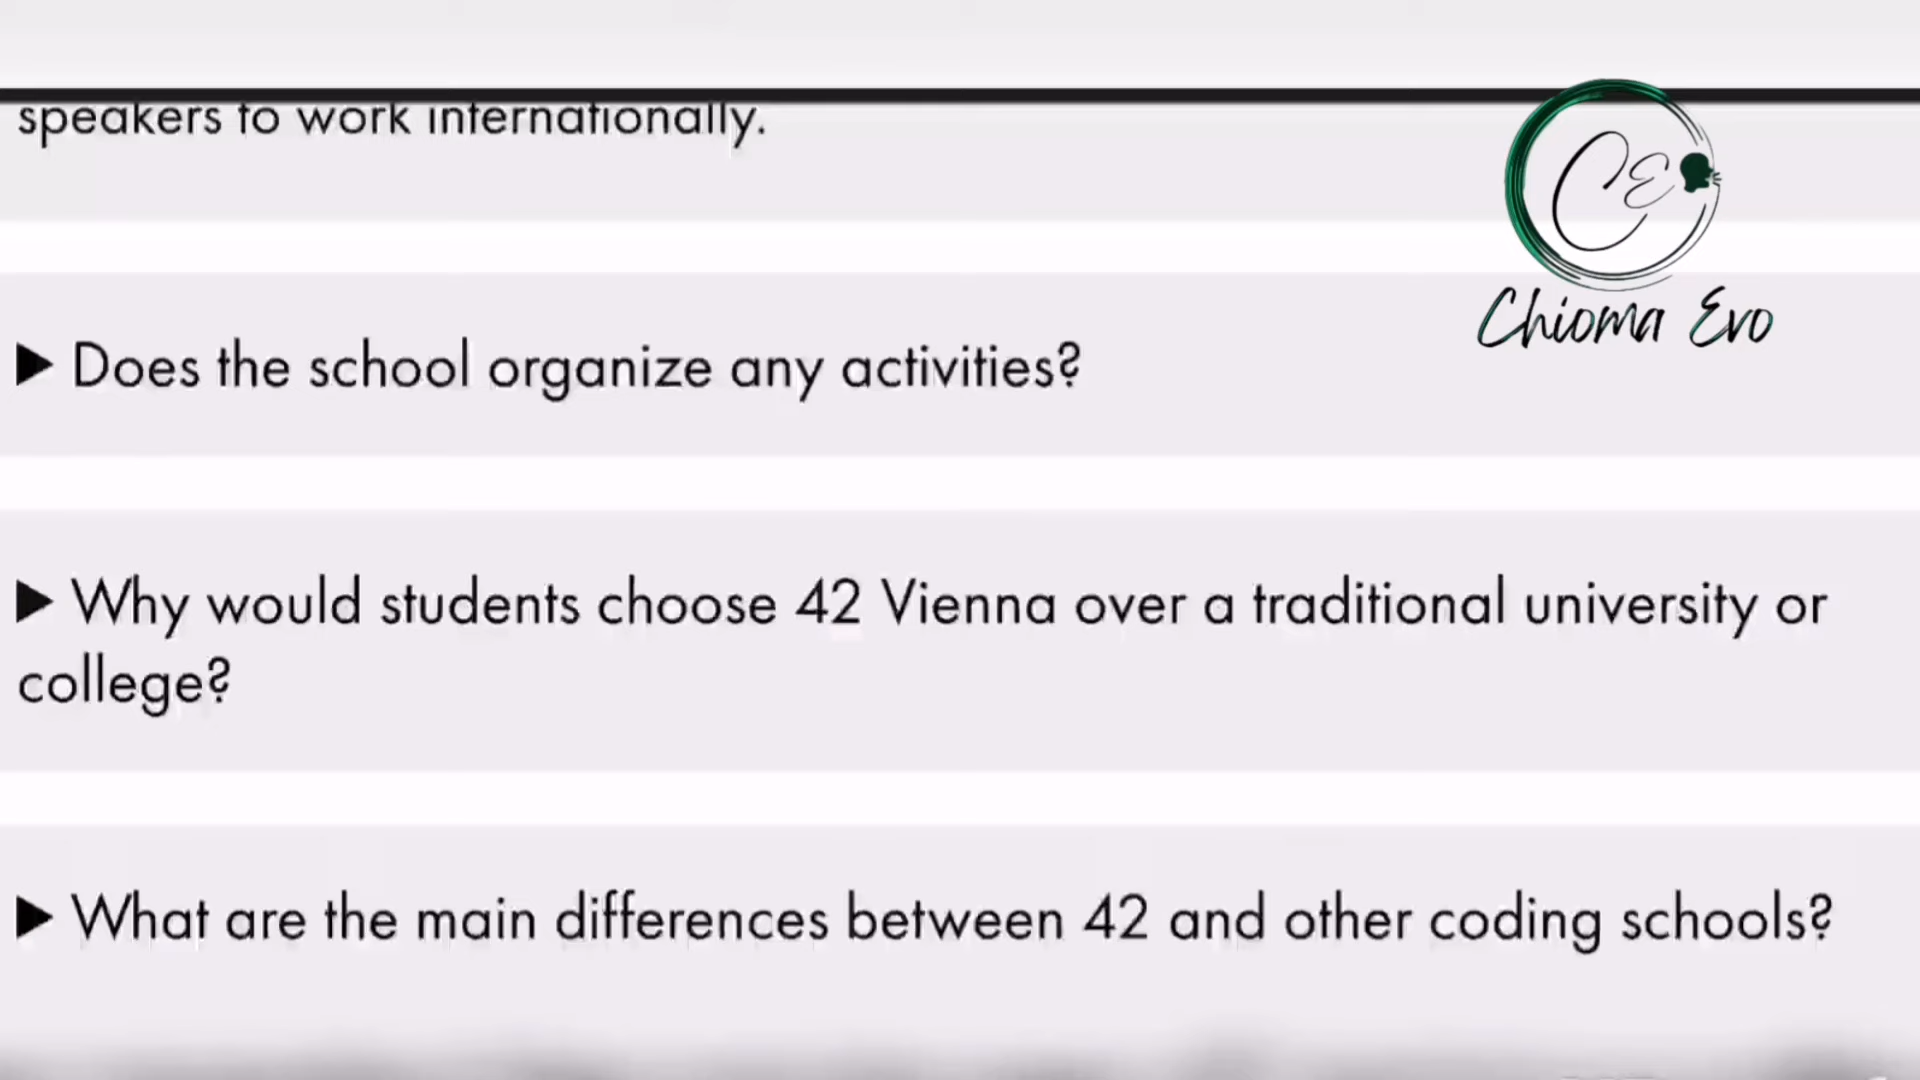 speakers to work internationally.
CE
Chioma Evo
▶ Does the school organize any activities?
▶ Why would students choose 42 Vienna over a traditional university or
college?
▶ What are the main differences between 42 and other coding schools?